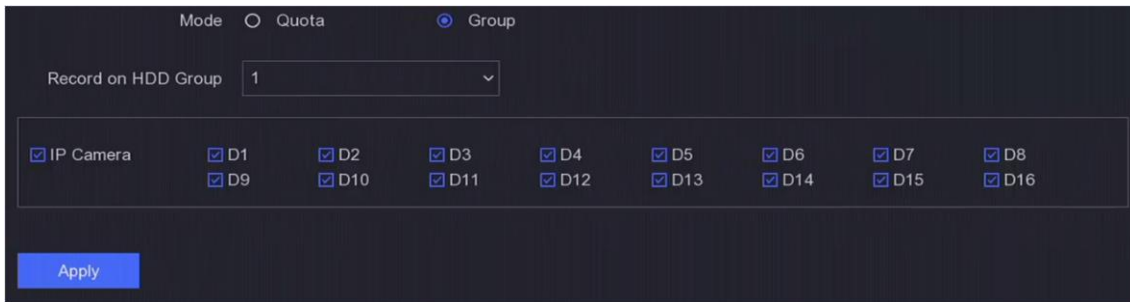 Mode Quota Group
Record on HDD Group 1
IP Camera D1 D2 D3 D4 D5 D6 D7 D8
D9 D10 D11 D12 D13 D14 D15 D16
Apply